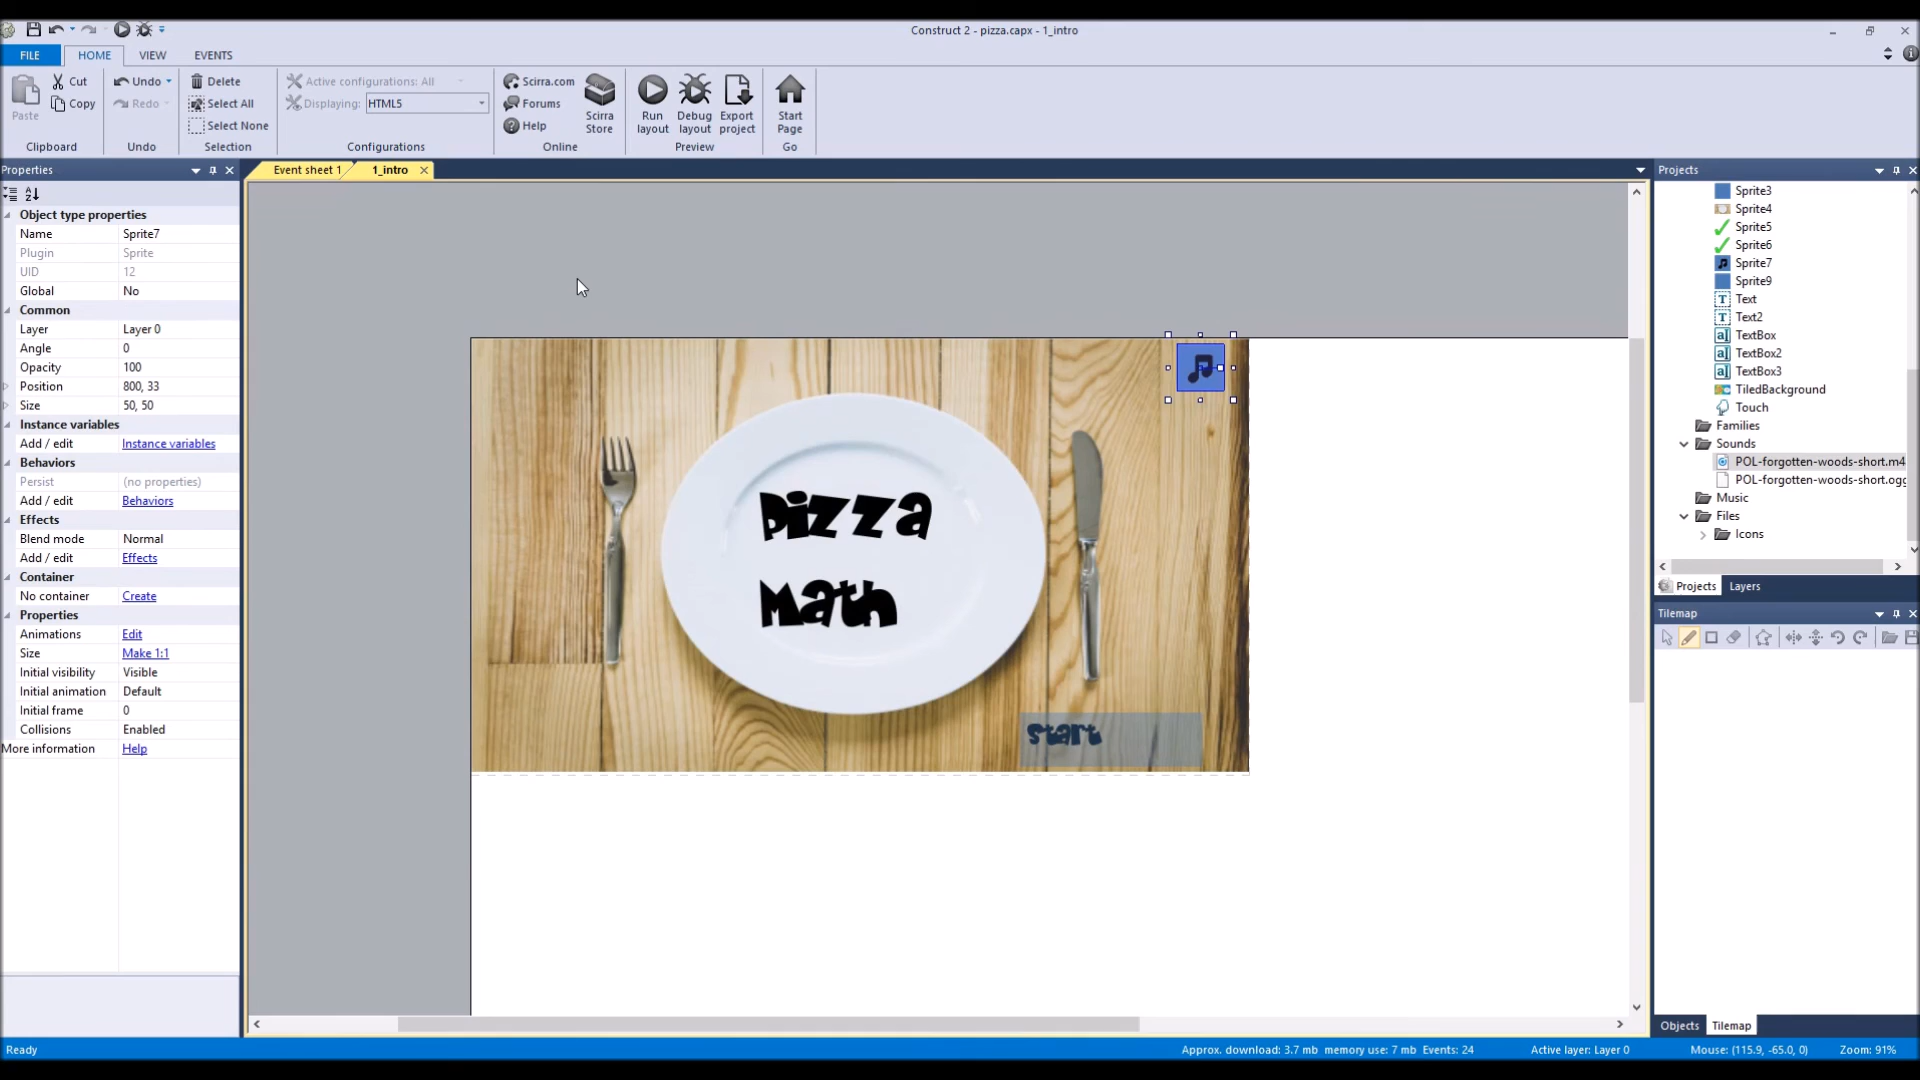 Construct 2 - pizza.capx - 1_intro
FILE HOME VIEW EVENTS
Paste
Cut
Copy
Clipboard
Undo
Redo
Undo
Delete
Select All
Select None
Selection
Active configurations: All
Displaying: HTML5
Configurations
Scirra.com
Forums
Help
Scirra
Store
Online
Run
layout
Debug
layout
Export
project
Preview
Start
Page
Go
Properties
Object type properties
Name Sprite7
Plugin Sprite
UID 12
Global No
Common
Layer Layer 0
Angle 0
Opacity 100
Position 800, 33
Size 50, 50
Instance variables
Add / edit Instance variables
Behaviors
Persist (no properties)
Add / edit Behaviors
Effects
Blend mode Normal
Add / edit Effects
Container
No container Create
Properties
Animations Edit
Size Make 1:1
Initial visibility Visible
Initial animation Default
Initial frame 0
Collisions Enabled
More information Help
Event sheet 1 1_intro
Pizza
Math
start
Projects
Sprite3
Sprite4
Sprite5
Sprite6
Sprite7
Sprite9
Text
Text2
TextBox
TextBox2
TextBox3
TiledBackground
Touch
Families
Sounds
POL-forgotten-woods-short.m4
POL-forgotten-woods-short.ogg
Music
Files
Icons
Projects Layers
Tilemap
Objects Tilemap
Ready Approx. download: 3.7 mb memory use: 7 mb Events: 24 Active layer: Layer 0 Mouse: (115.9, -65.0, 0) Zoom: 91%